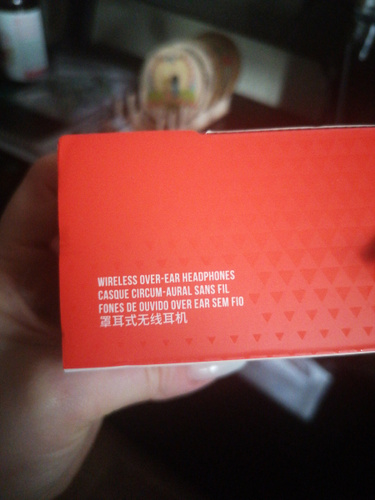 WIRELESS OVER-EAR HEADPHONES
CASQUE CIRCUM-AURAL SANS FIL
FONES DE OUVIDO OVER EAR SEM FIO
罩耳式无线耳机